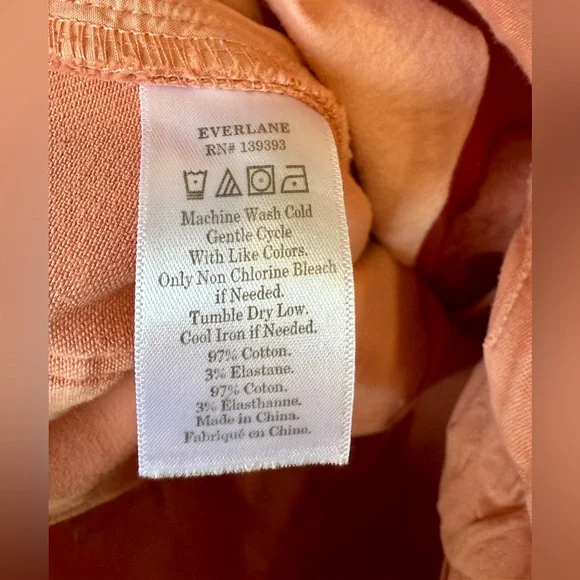 EVERLANE
RN# 139393
Machine Wash Cold
Gentle Cycle
With Like Colors.
Only Non Chlorine Bleach
if Needed.
Tumble Dry Low.
Cool Iron if Needed.
97% Cotton.
3% Elastane.
97% Coton.
3% Élasthanne.
Made in China.
Fabriqué en Chine.